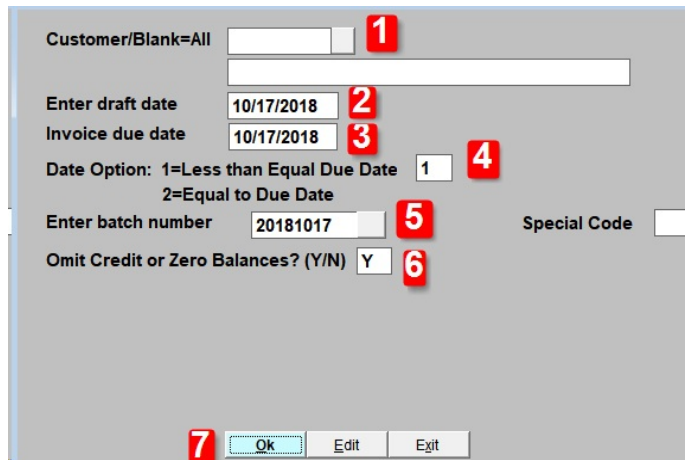 Customer/Blank=All 1
Enter draft date 10/17/2018 2
Invoice due date 10/17/2018 3
Date Option: 1=Less than Equal Due Date 1 4
2=Equal to Due Date
Enter batch number 20181017 5 Special Code
Omit Credit or Zero Balances? (Y/N) Y 6
7 Ok Edit Exit